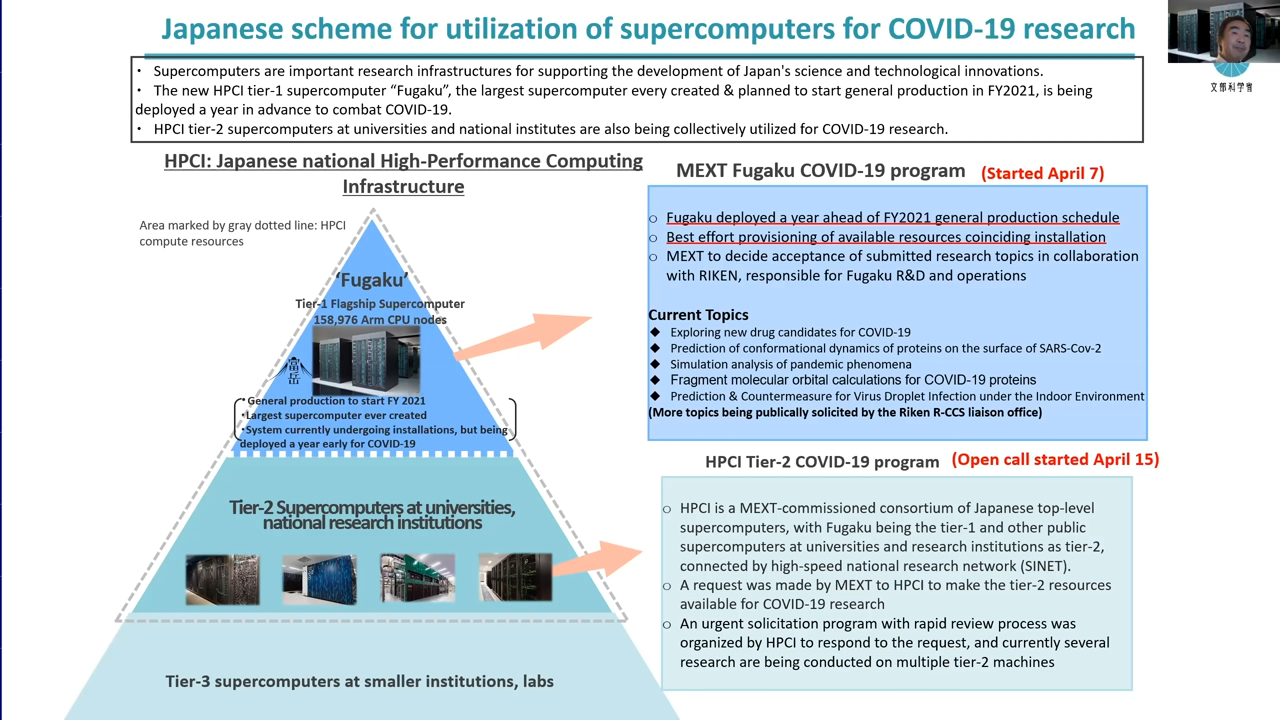 Japanese scheme for utilization of supercomputers for COVID-19 research
文部科学省
・ Supercomputers are important research infrastructures for supporting the development of Japan's science and technological innovations.
・ The new HPCI tier-1 supercomputer “Fugaku”, the largest supercomputer every created & planned to start general production in FY2021, is being
deployed a year in advance to combat COVID-19.
・ HPCI tier-2 supercomputers at universities and national institutes are also being collectively utilized for COVID-19 research.
HPCI: Japanese national High-Performance Computing
Infrastructure
Area marked by gray dotted line: HPCI
compute resources
‘Fugaku’
Tier-1 Flagship Supercomputer
158,976 Arm CPU nodes
富岳
・General production to start FY 2021
・Largest supercomputer ever created
・System currently undergoing installations, but being
deployed a year early for COVID-19
Tier-2 Supercomputers at universities,
national research institutions
Tier-3 supercomputers at smaller institutions, labs
MEXT Fugaku COVID-19 program (Started April 7)
○ Fugaku deployed a year ahead of FY2021 general production schedule
○ Best effort provisioning of available resources coinciding installation
○ MEXT to decide acceptance of submitted research topics in collaboration
with RIKEN, responsible for Fugaku R&D and operations
Current Topics
◆ Exploring new drug candidates for COVID-19
◆ Prediction of conformational dynamics of proteins on the surface of SARS-Cov-2
◆ Simulation analysis of pandemic phenomena
◆ Fragment molecular orbital calculations for COVID-19 proteins
◆ Prediction & Countermeasure for Virus Droplet Infection under the Indoor Environment
(More topics being publically solicited by the Riken R-CCS liaison office)
HPCI Tier-2 COVID-19 program (Open call started April 15)
○ HPCI is a MEXT-commissioned consortium of Japanese top-level
supercomputers, with Fugaku being the tier-1 and other public
supercomputers at universities and research institutions as tier-2,
connected by high-speed national research network (SINET).
○ A request was made by MEXT to HPCI to make the tier-2 resources
available for COVID-19 research
○ An urgent solicitation program with rapid review process was
organized by HPCI to respond to the request, and currently several
research are being conducted on multiple tier-2 machines